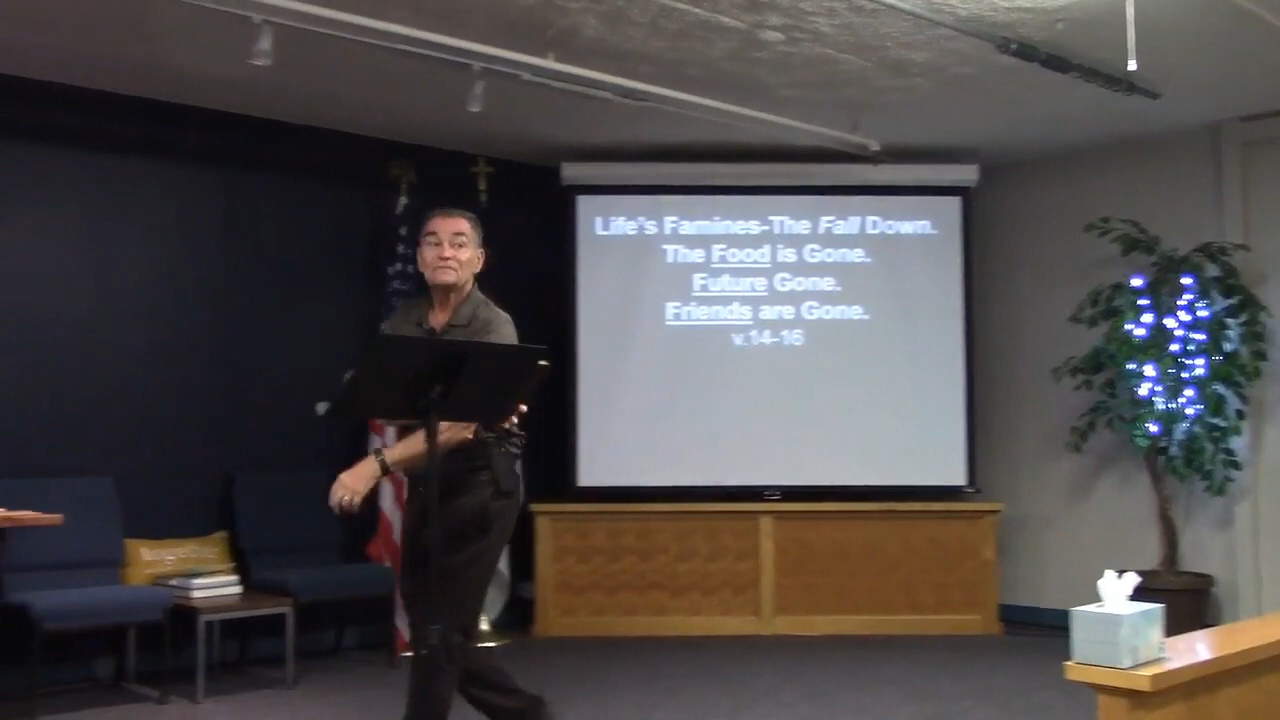 Life's Famines-The Fall Down.
The Food is Gone.
Future Gone.
Friends are Gone.
v.14-16